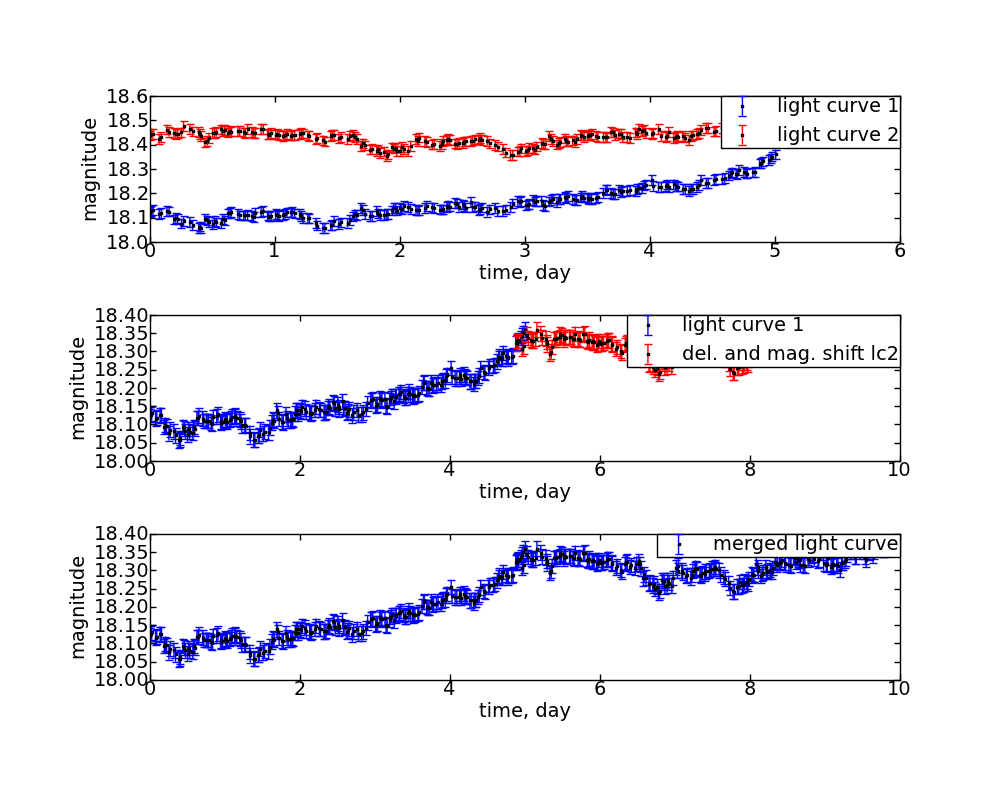 18.6
18.5
18.4
18.3
18.2
18.1
18.0
magnitude
light curve 1
light curve 2
0 1 2 3 4 5 6
time, day
18.40
18.35
18.30
18.25
18.20
18.15
18.10
18.05
18.00
magnitude
light curve 1
del. and mag. shift lc2
0 2 4 6 8 10
time, day
18.40
18.35
18.30
18.25
18.20
18.15
18.10
18.05
18.00
magnitude
merged light curve
0 2 4 6 8 10
time, day